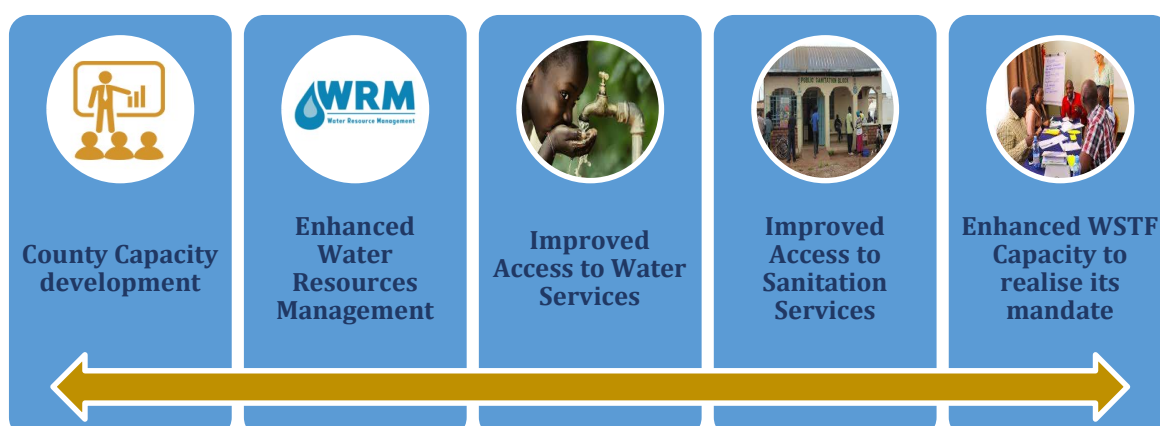 County Capacity
development
WRM
Water Resource Management
Enhanced
Water
Resources
Management
Improved
Access to Water
Services
PUBLIC SANITATION BLOCK
Improved
Access to
Sanitation
Services
Enhanced WSTF
Capacity to
realise its
mandate